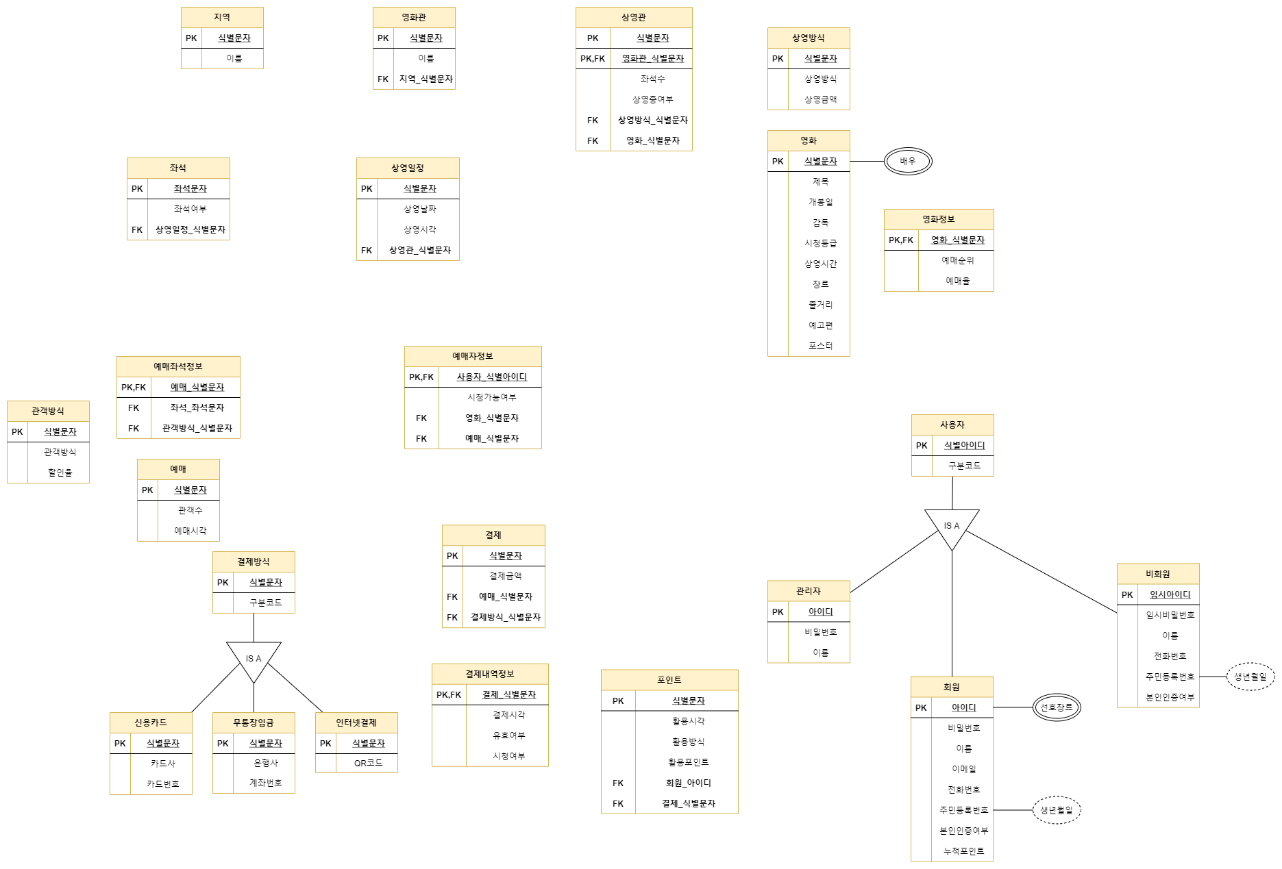 지역
PK 식별문자
이름
영화관
PK 식별문자
이름
FK 지역_식별문자
상영관
PK 식별문자
PK,FK 영화관_식별문자
좌석수
상영중여부
FK 상영방식_식별문자
FK 영화_식별문자
상영방식
PK 식별문자
상영방식
상영금액
영화
PK 식별문자
제목
개봉일
감독
시청등급
상영시간
장르
줄거리
예고편
포스터
배우
영화정보
PK,FK 영화_식별문자
예매순위
예매율
좌석
PK 좌석문자
좌석여부
FK 상영일정_식별문자
상영일정
PK 식별문자
상영날짜
상영시각
FK 상영관_식별문자
예매좌석정보
PK,FK 예매_식별문자
FK 좌석_좌석문자
FK 관객방식_식별문자
예매자정보
PK,FK 사용자_식별아이디
시청가능여부
FK 영화_식별문자
FK 예매_식별문자
관객방식
PK 식별문자
관객방식
할인율
예매
PK 식별문자
관객수
예매시각
사용자
PK 식별아이디
구분코드
IS A
결제방식
PK 식별문자
구분코드
IS A
결제
PK 식별문자
결제금액
FK 예매_식별문자
FK 결제방식_식별문자
관리자
PK 아이디
비밀번호
이름
비회원
PK 임시아이디
임시비밀번호
이름
전화번호
주민등록번호
본인인증여부
생년월일
신용카드
PK 식별문자
카드사
카드번호
무통장입금
PK 식별문자
은행사
계좌번호
인터넷결제
PK 식별문자
QR코드
결제내역정보
PK,FK 결제_식별문자
결제시각
유효여부
시청여부
포인트
PK 식별문자
활용시각
활용방식
활용포인트
FK 회원_아이디
FK 결제_식별문자
회원
PK 아이디
비밀번호
이름
이메일
전화번호
주민등록번호
본인인증여부
누적포인트
선호장르
생년월일